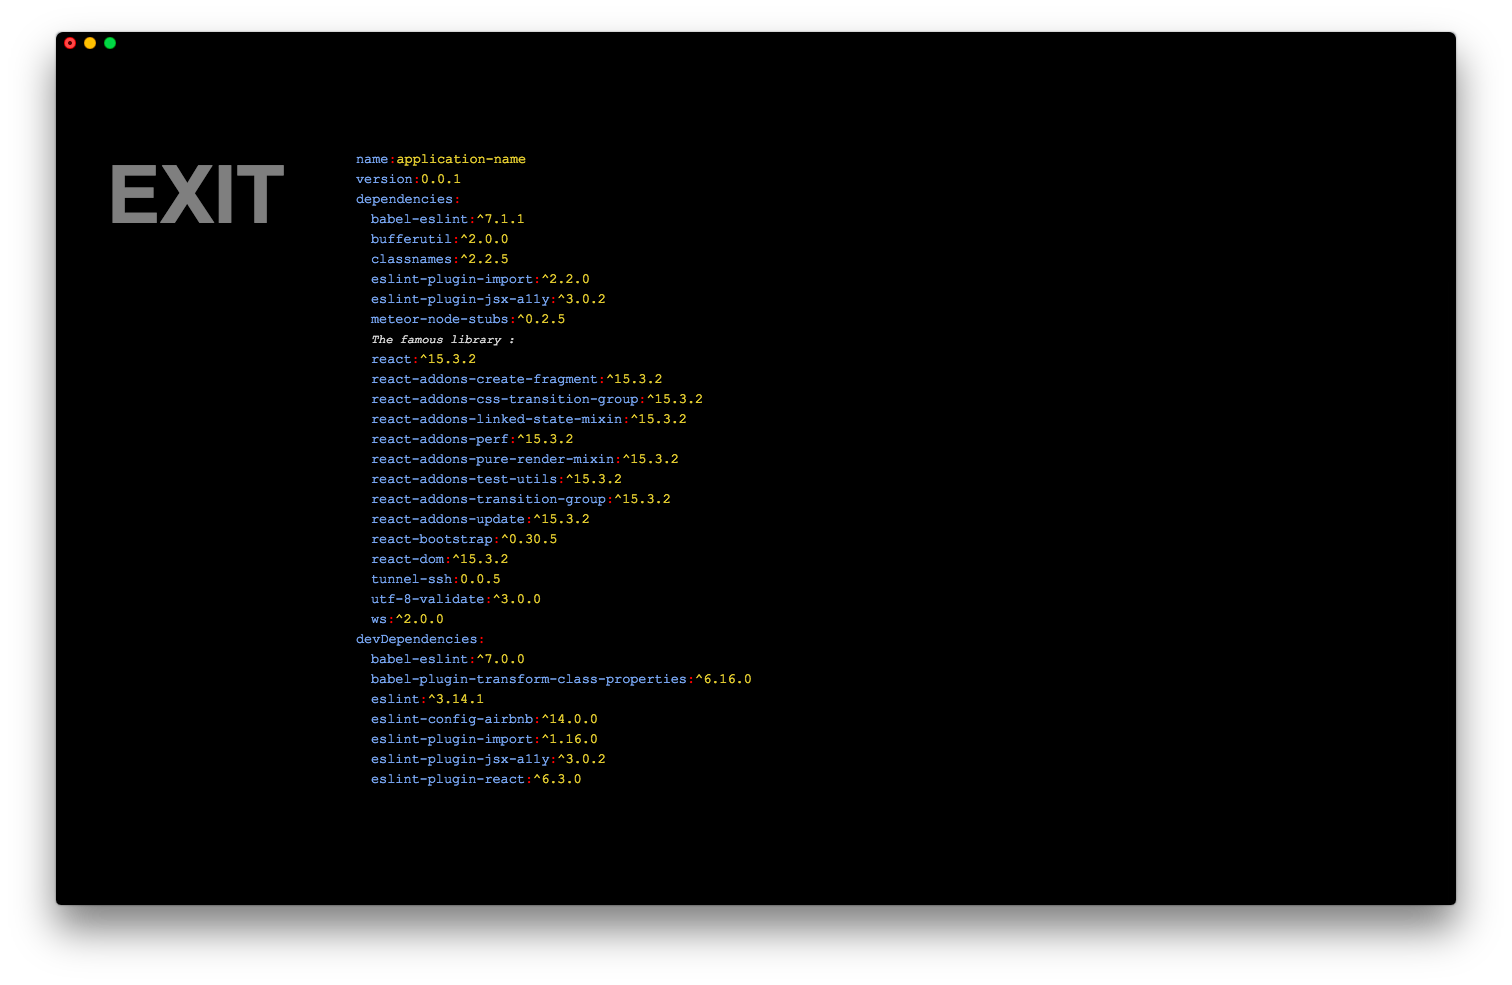 EXIT
name:application-name
version:0.0.1
dependencies:
babel-eslint:^7.1.1
bufferutil:^2.0.0
classnames:^2.2.5
eslint-plugin-import:^2.2.0
eslint-plugin-jsx-a11y:^3.0.2
meteor-node-stubs:^0.2.5
The famous library :
react:^15.3.2
react-addons-create-fragment:^15.3.2
react-addons-css-transition-group:^15.3.2
react-addons-linked-state-mixin:^15.3.2
react-addons-perf:^15.3.2
react-addons-pure-render-mixin:^15.3.2
react-addons-test-utils:^15.3.2
react-addons-transition-group:^15.3.2
react-addons-update:^15.3.2
react-bootstrap:^0.30.5
react-dom:^15.3.2
tunnel-ssh:0.0.5
utf-8-validate:^3.0.0
ws:^2.0.0
devDependencies:
babel-eslint:^7.0.0
babel-plugin-transform-class-properties:^6.16.0
eslint:^3.14.1
eslint-config-airbnb:^14.0.0
eslint-plugin-import:^1.16.0
eslint-plugin-jsx-a11y:^3.0.2
eslint-plugin-react:^6.3.0